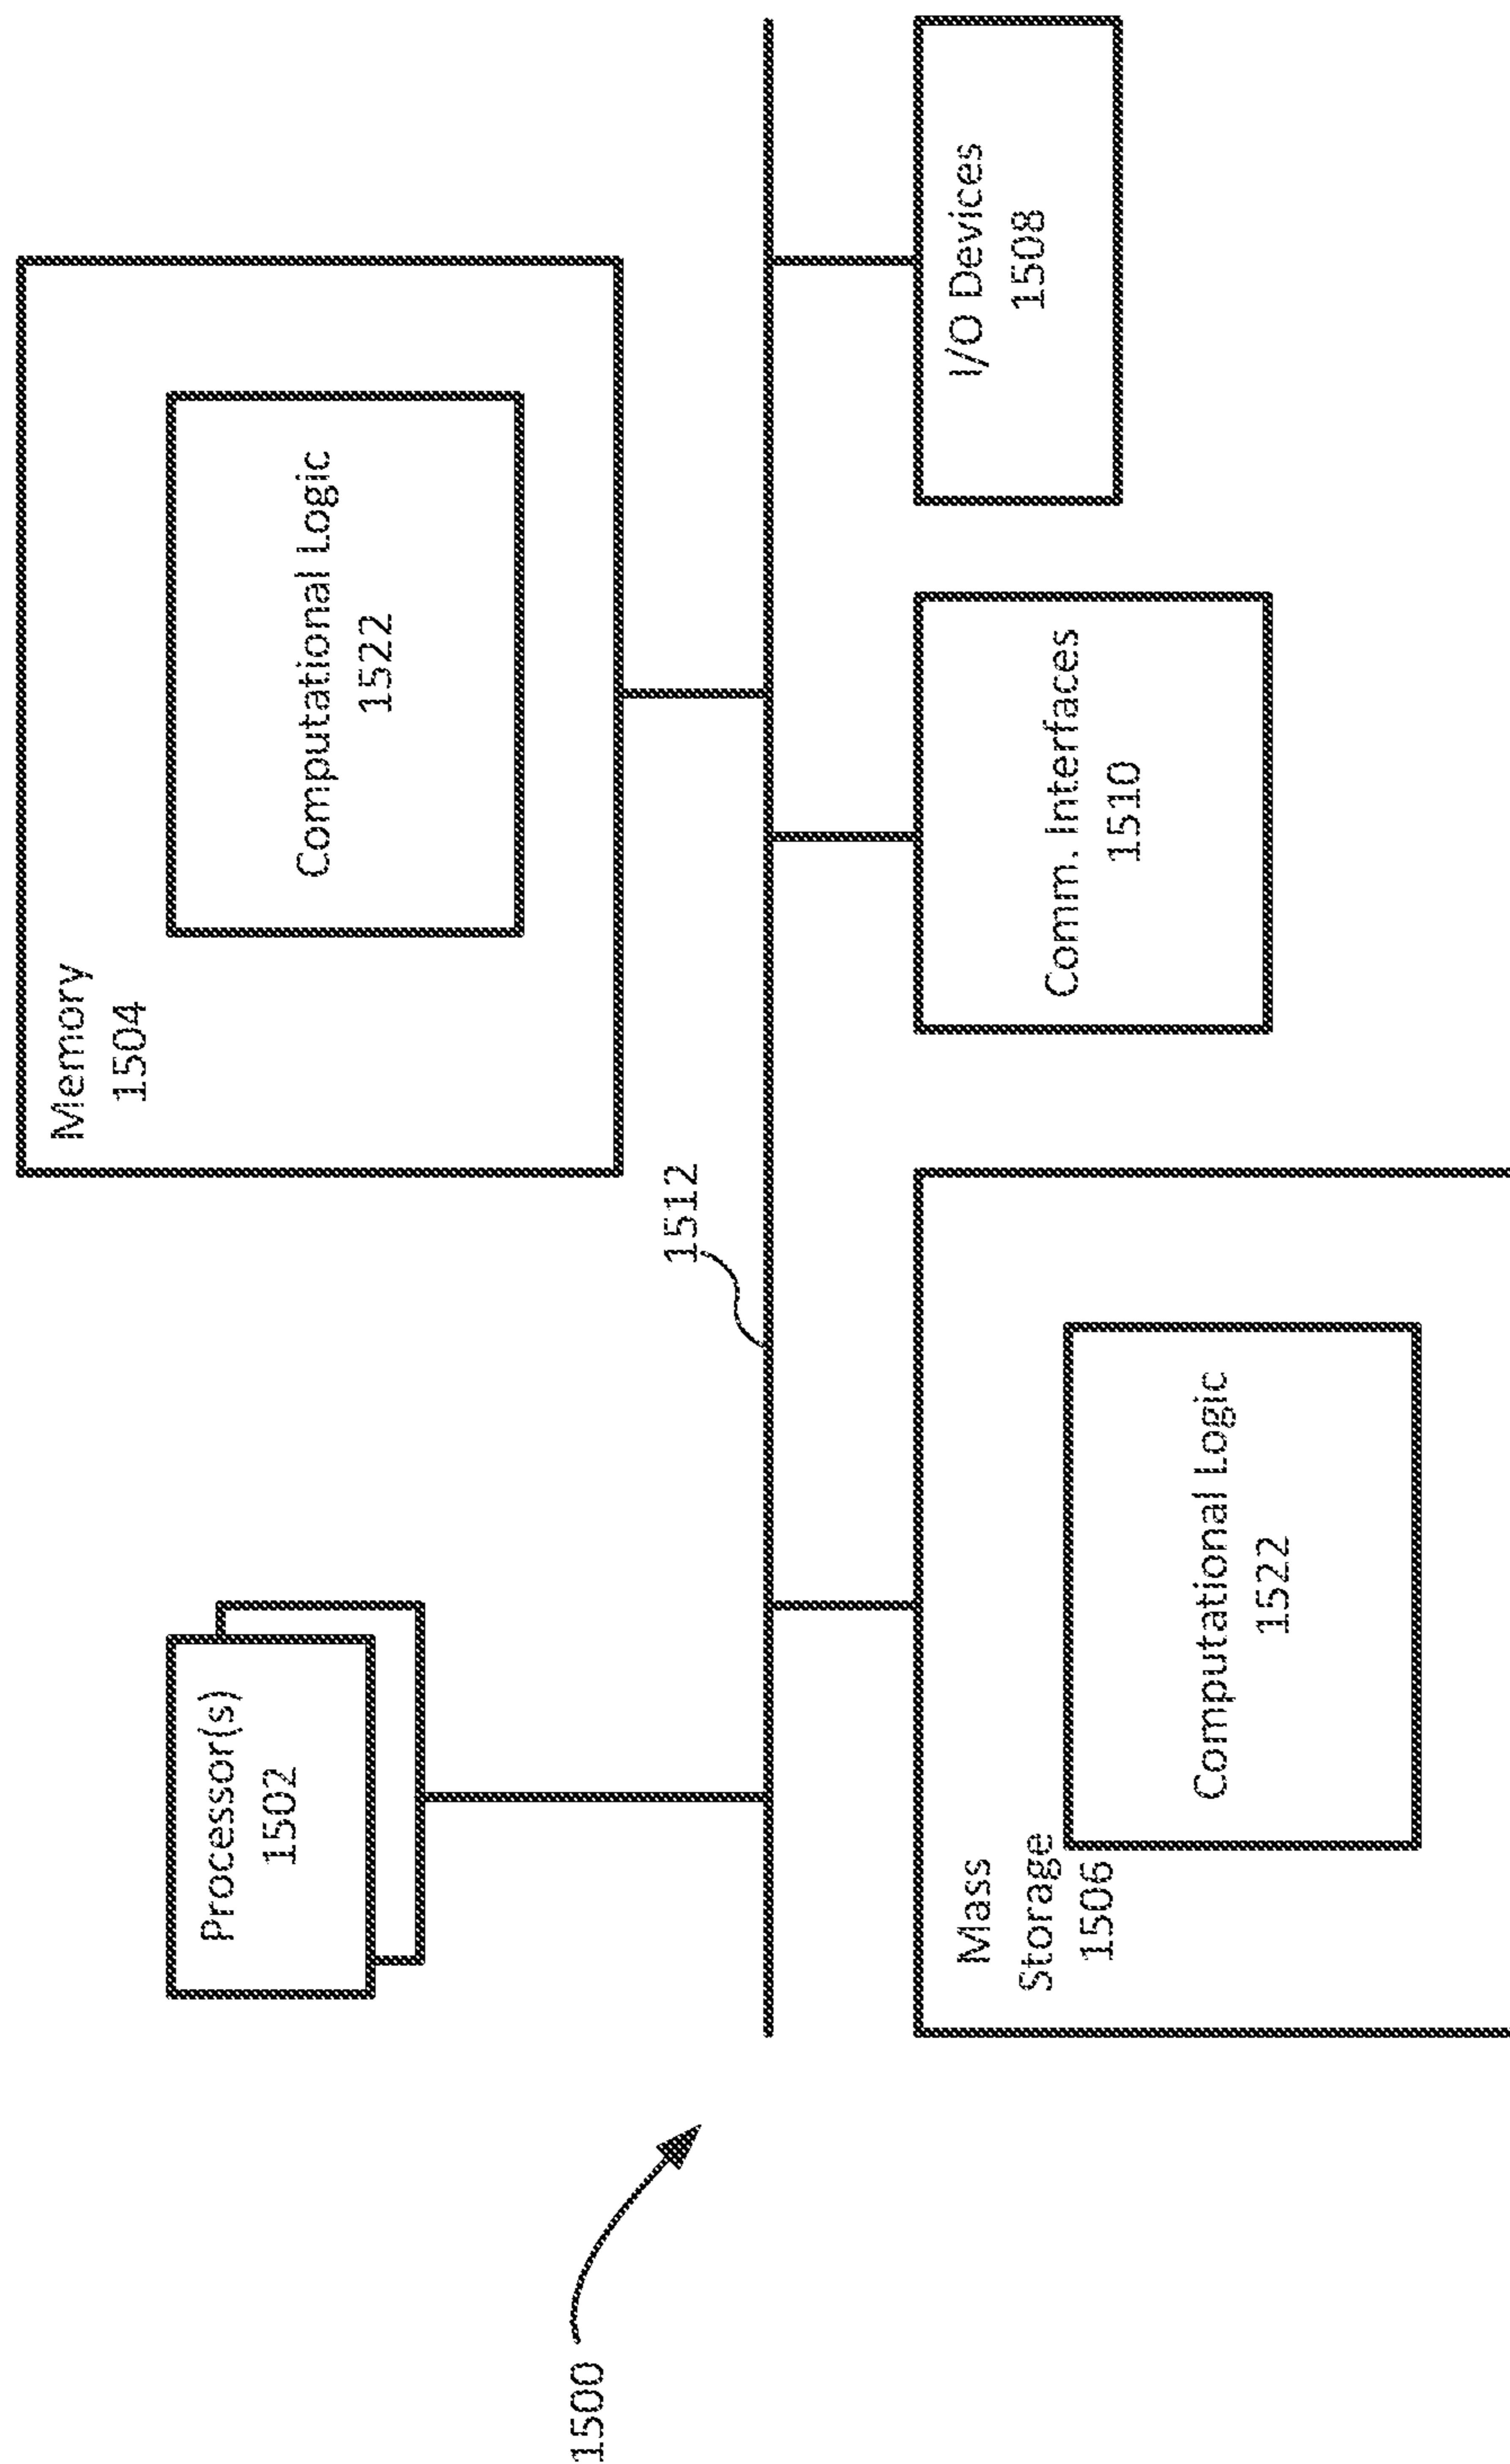 1500
Processor(s)
1502
Memory
1504
Computational Logic
1522
1512
Mass
Storage
1506
Computational Logic
1522
Comm. Interfaces
1510
I/O Devices
1508